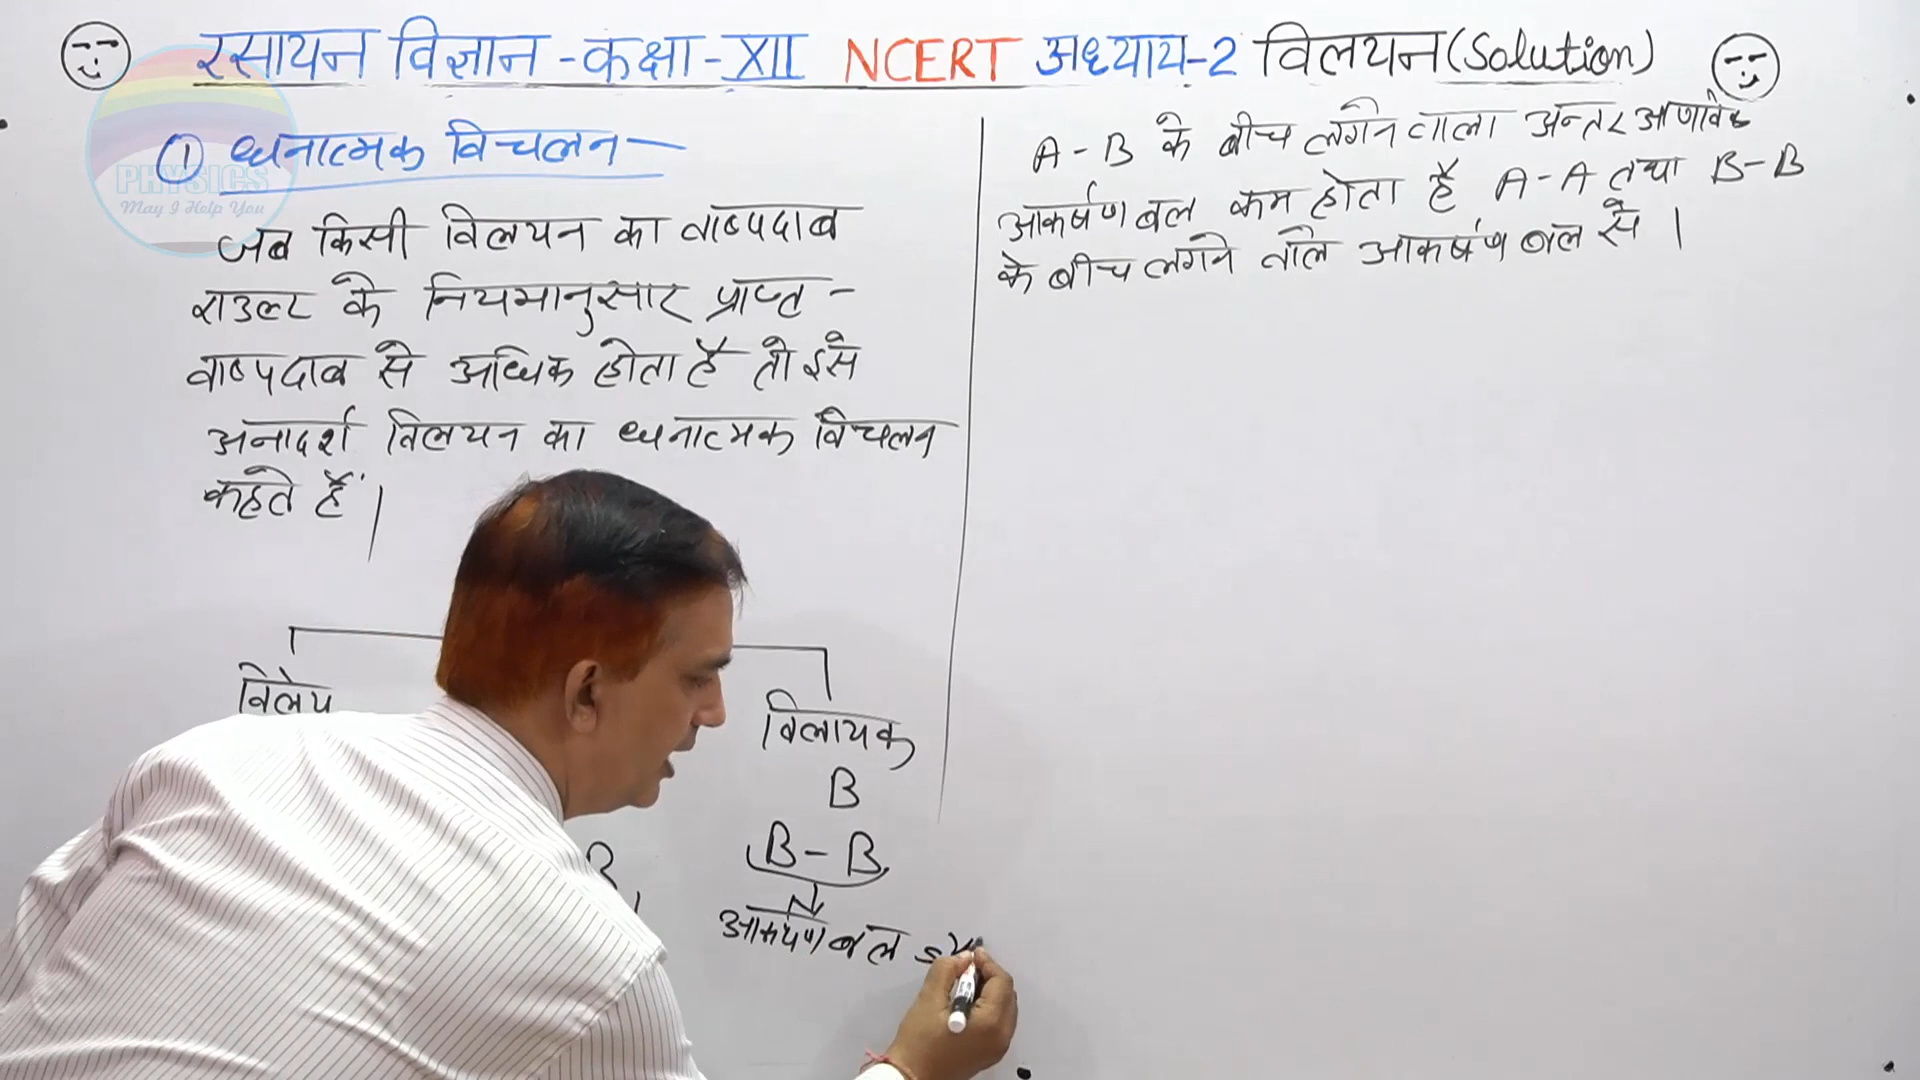 रसायन विज्ञान - कक्षा - XII NCERT अध्याय-2 विलयन (Solution)
PHYSICS
May I Help You
① धनात्मक विचलन —
जब किसी विलयन का वाष्पदाब
राउल्ट के नियमानुसार प्राप्त -
वाष्पदाब से अधिक होता है तो इसे
अनादर्श विलयन का धनात्मक विचलन
कहते हैं।
विलेय
विलायक
B
B - B
आकर्षण बल
A - B के बीच लगने वाला अन्तर आणविक
आकर्षण बल कम होता है A - A तथा B - B
के बीच लगने वाले आकर्षण बल से।